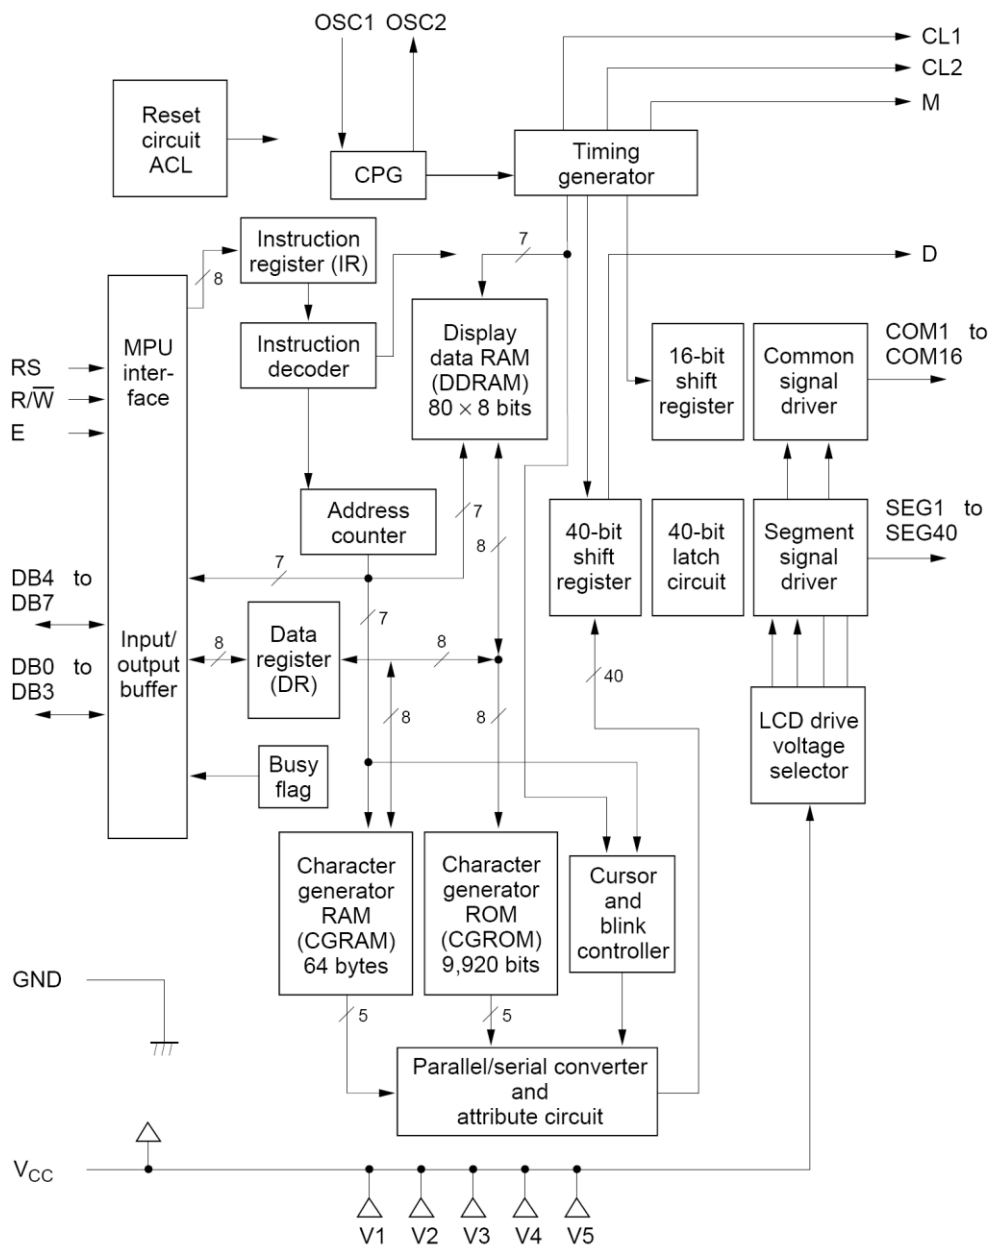 OSC1 OSC2
CL1
CL2
M
Reset
circuit
ACL
CPG
Timing
generator
Instruction
register (IR)
8
7
D
MPU
inter-
face
Instruction
decoder
Display
data RAM
(DDRAM)
80 × 8 bits
16-bit
shift
register
Common
signal
driver
COM1 to
COM16
RS
R/W̅
E
Address
counter
7
8
40-bit
shift
register
40-bit
latch
circuit
Segment
signal
driver
SEG1 to
SEG40
DB4 to
DB7
7
7
Input/
output
buffer
DB0 to
DB3
8
Data
register
(DR)
8
8
8
40
LCD drive
voltage
selector
Busy
flag
Character
generator
RAM
(CGRAM)
64 bytes
Character
generator
ROM
(CGROM)
9,920 bits
Cursor
and
blink
controller
GND
5
5
Parallel/serial converter
and
attribute circuit
VCC
V1 V2 V3 V4 V5